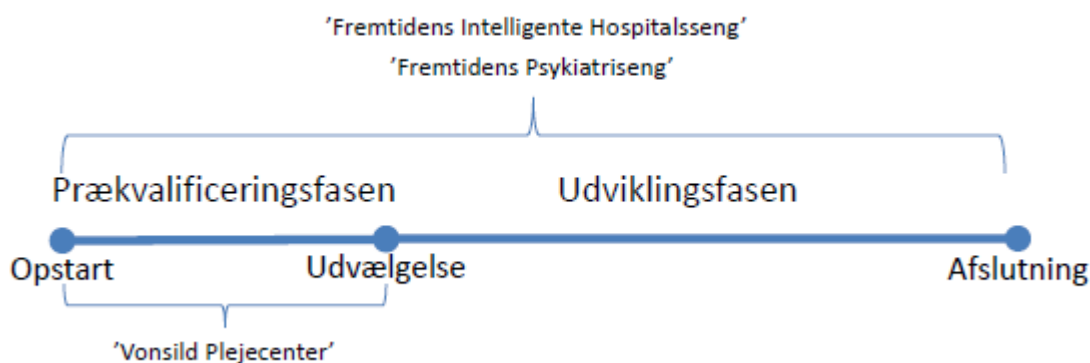 ’Fremtidens Intelligente Hospitalsseng’
’Fremtidens Psykiatriseng’
Prækvalificeringsfasen
Udviklingsfasen
Opstart
Udvælgelse
Afslutning
’Vonsild Plejecenter’